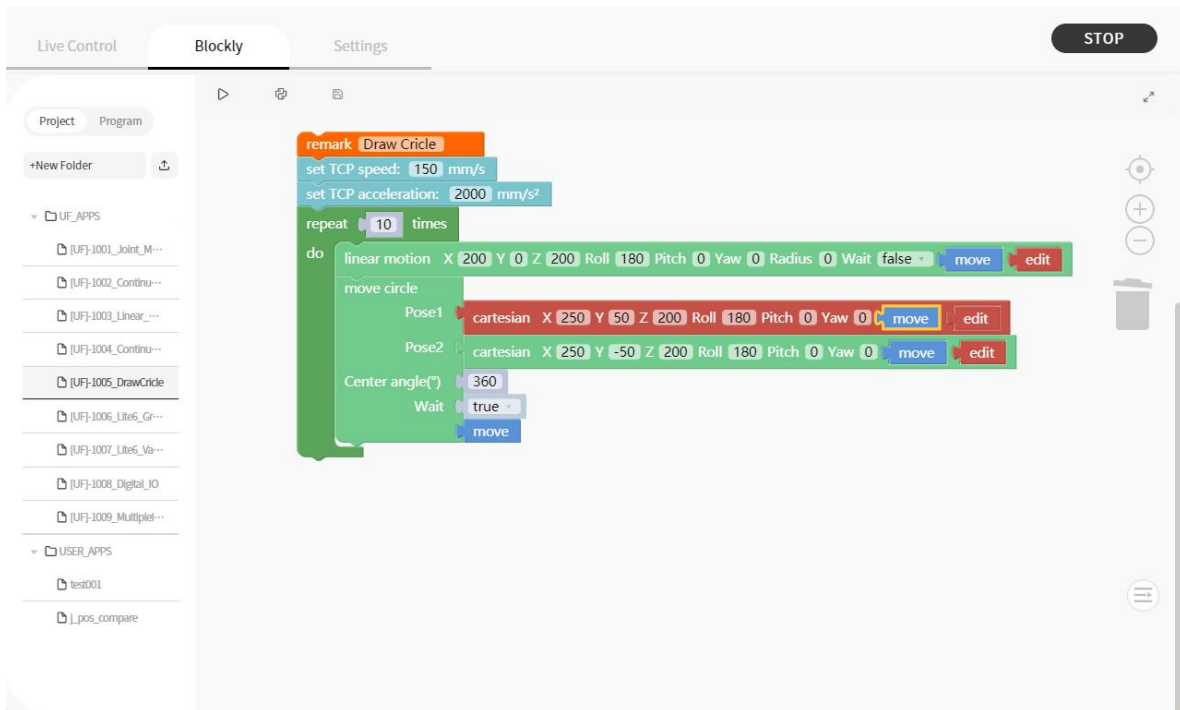 Live Control Blockly Settings STOP
Project Program
+New Folder
UF_APPS
[UF]-1001_Joint_M···
[UF]-1002_Continu···
[UF]-1003_Linear_···
[UF]-1004_Continu···
[UF]-1005_DrawCricle
[UF]-1006_Lite6_Gr···
[UF]-1007_Lite6_Va···
[UF]-1008_Digital_IO
[UF]-1009_Multiplel···
USER_APPS
test001
j_pos_compare
remark Draw Cricle
set TCP speed: 150 mm/s
set TCP acceleration: 2000 mm/s²
repeat 10 times
do linear motion X 200 Y 0 Z 200 Roll 180 Pitch 0 Yaw 0 Radius 0 Wait false move edit
move circle
Pose1 cartesian X 250 Y 50 Z 200 Roll 180 Pitch 0 Yaw 0 move edit
Pose2 cartesian X 250 Y -50 Z 200 Roll 180 Pitch 0 Yaw 0 move edit
Center angle(°) 360
Wait true
move